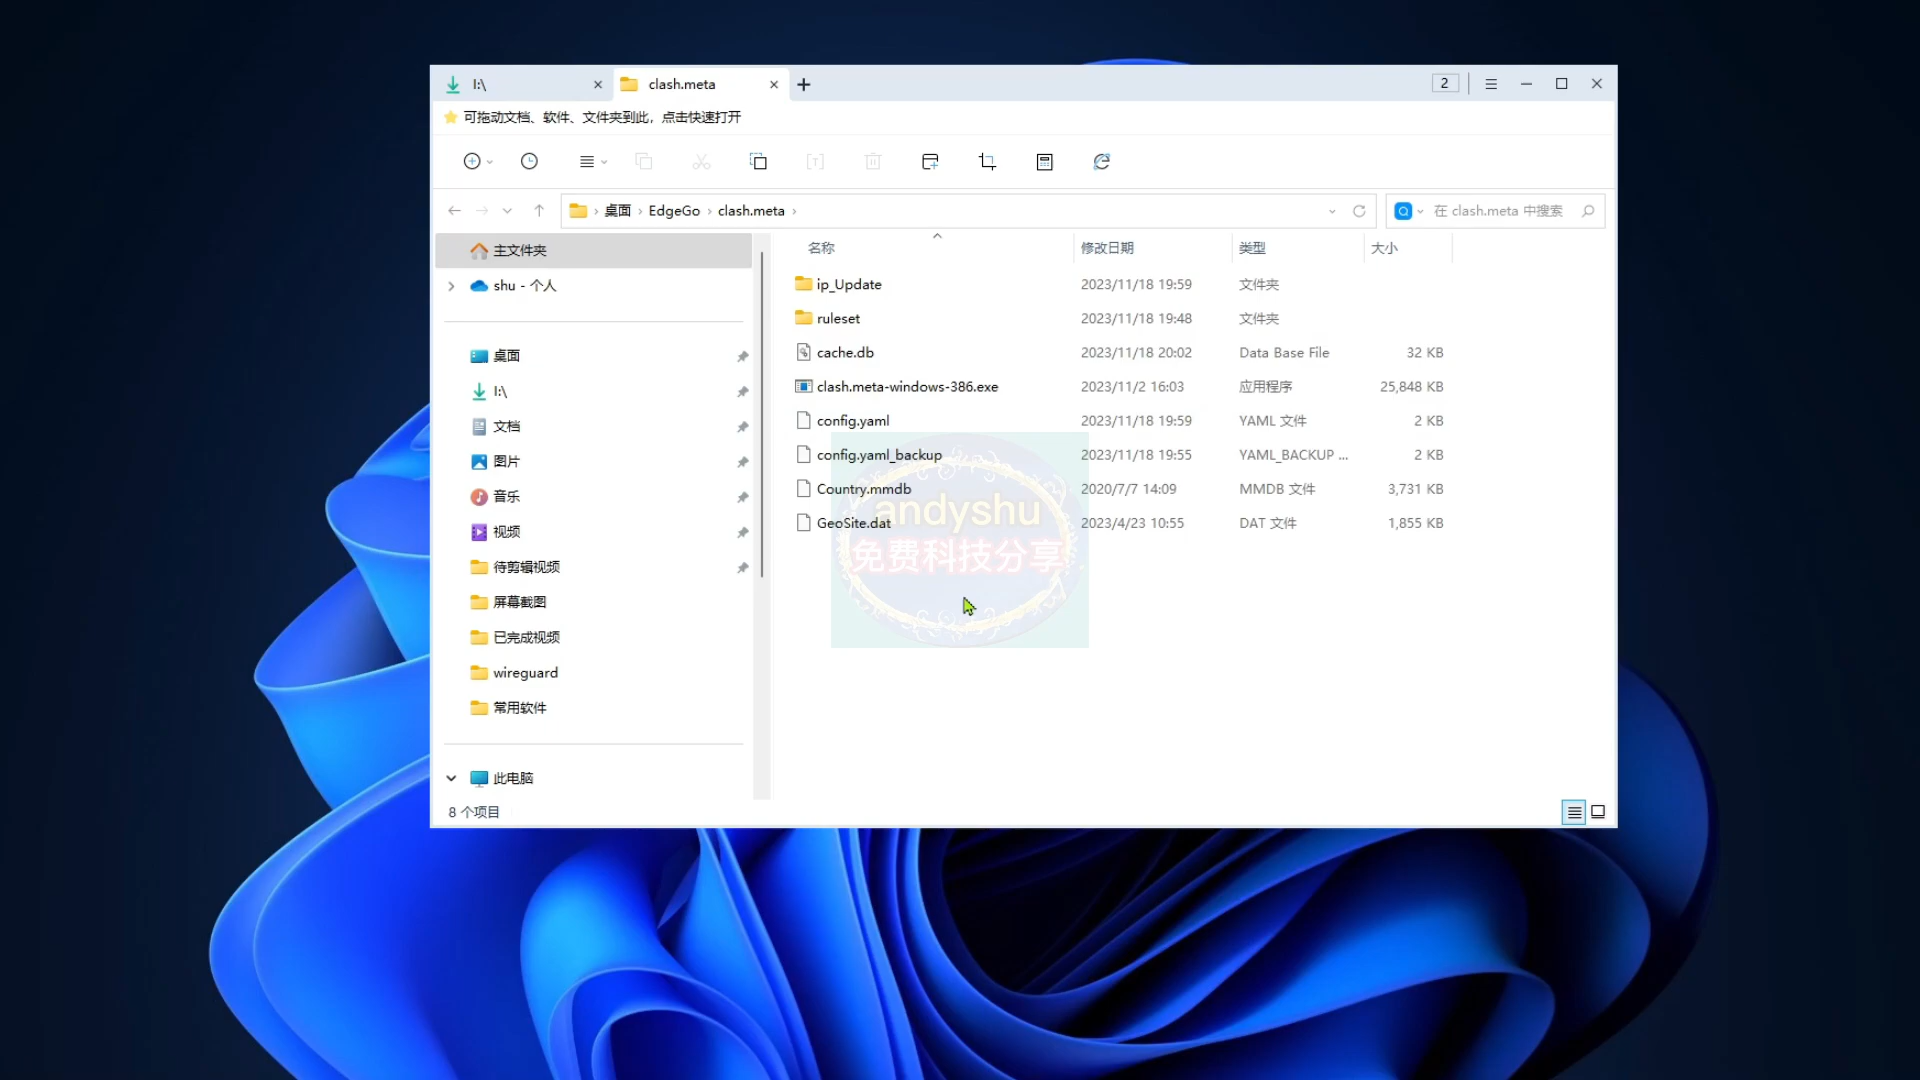 I:\
clash.meta
2
可拖动文档、软件、文件夹到此，点击快速打开
桌面 › EdgeGo › clash.meta ›
在 clash.meta 中搜索
主文件夹
shu - 个人
桌面
I:\
文档
图片
音乐
视频
待剪辑视频
屏幕截图
已完成视频
wireguard
常用软件
此电脑
名称 修改日期 类型 大小
ip_Update 2023/11/18 19:59 文件夹
ruleset 2023/11/18 19:48 文件夹
cache.db 2023/11/18 20:02 Data Base File 32 KB
clash.meta-windows-386.exe 2023/11/2 16:03 应用程序 25,848 KB
config.yaml 2023/11/18 19:59 YAML 文件 2 KB
config.yaml_backup 2023/11/18 19:55 YAML_BACKUP ... 2 KB
Country.mmdb 2020/7/7 14:09 MMDB 文件 3,731 KB
GeoSite.dat 2023/4/23 10:55 DAT 文件 1,855 KB
andyshu
免费科技分享
8 个项目